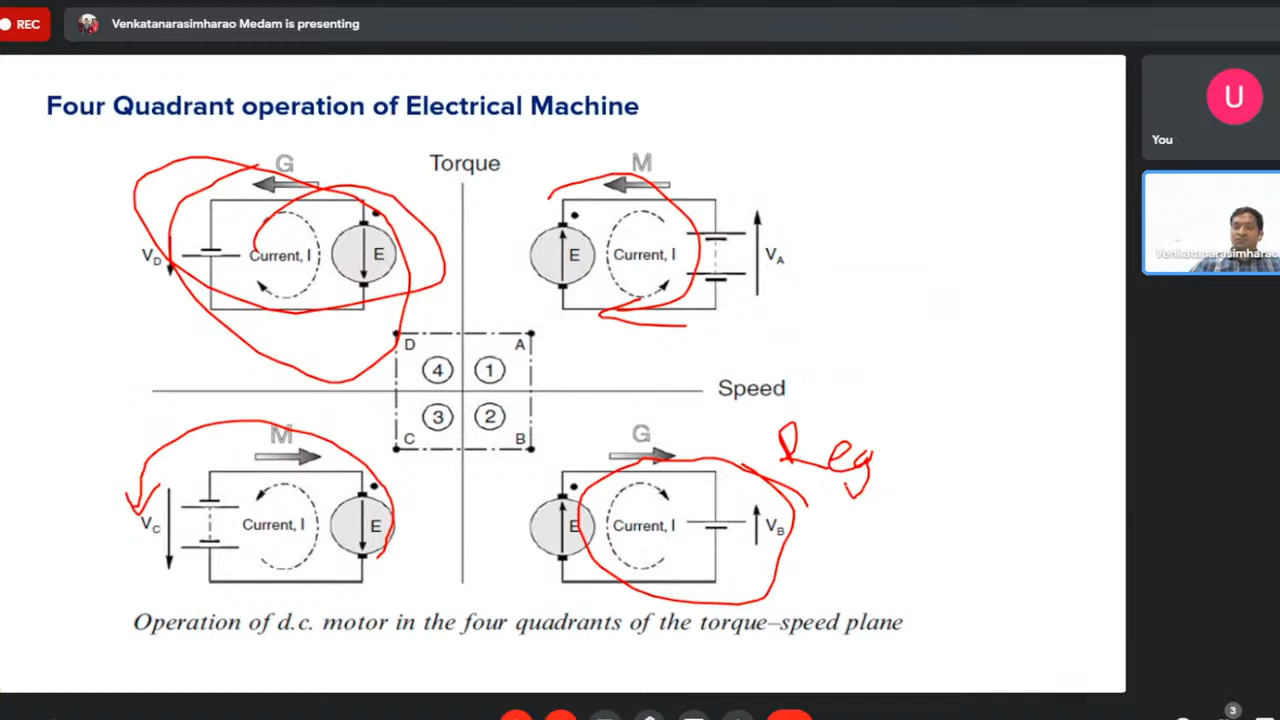 REC
Venkatanarasimharao Medam is presenting
Four Quadrant operation of Electrical Machine
U
You
Venkatanarasimharao
G
Torque
M
V_D
Current, I
E
E
Current, I
V_A
D
A
4
1
Speed
3
2
C
B
M
G
Reg
V_C
Current, I
E
E
Current, I
V_B
Operation of d.c. motor in the four quadrants of the torque–speed plane
3